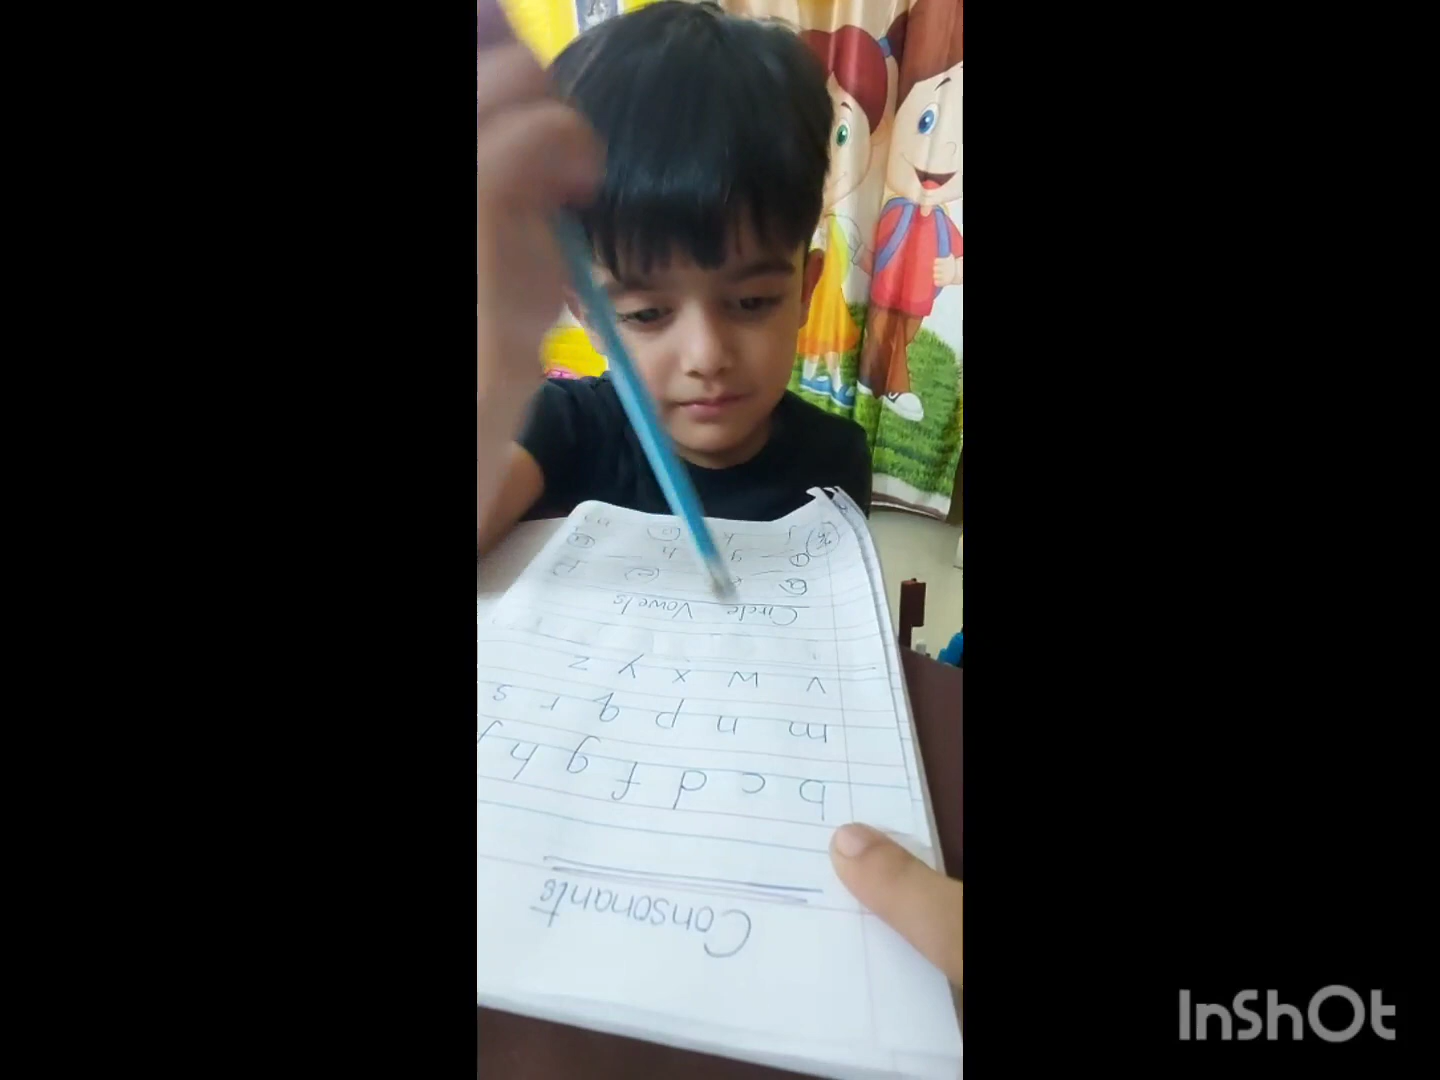 Consonants
b c d f g h j
m n p q r s
v w x y z
Circle Vowels
a e
i g h
j k
InShOt